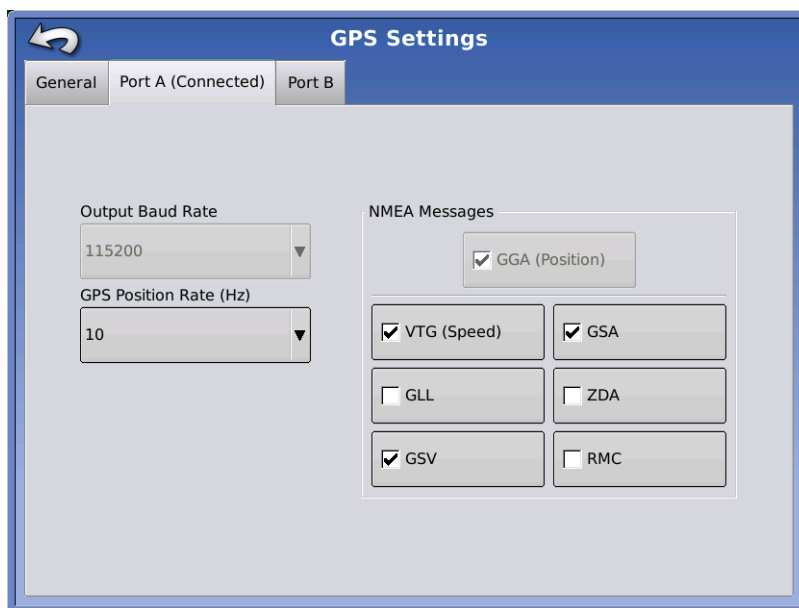 GPS Settings
General
Port A (Connected)
Port B
Output Baud Rate
115200
GPS Position Rate (Hz)
10
NMEA Messages
GGA (Position)
VTG (Speed)
GSA
GLL
ZDA
GSV
RMC